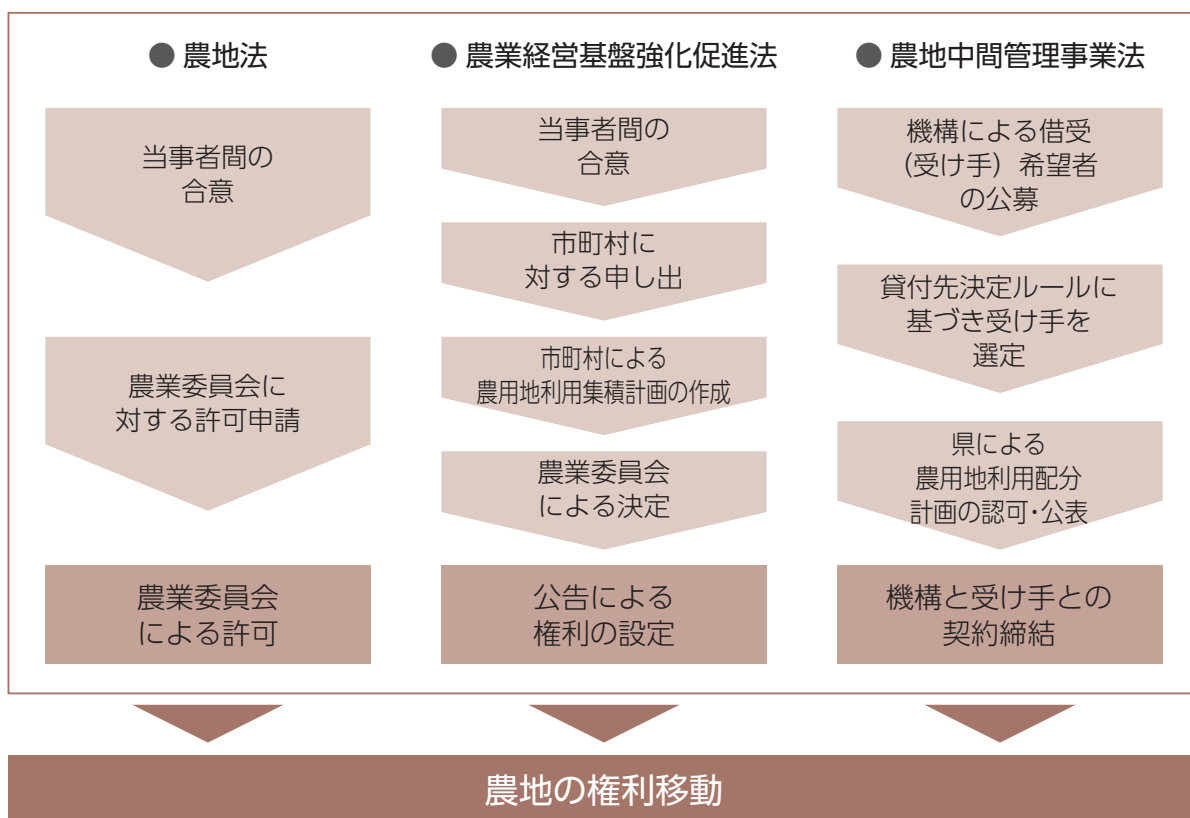 ● 農地法
当事者間の
合意
農業委員会に
対する許可申請
農業委員会
による許可
● 農業経営基盤強化促進法
当事者間の
合意
市町村に
対する申し出
市町村による
農用地利用集積計画の作成
農業委員会
による決定
公告による
権利の設定
● 農地中間管理事業法
機構による借受
(受け手) 希望者
の公募
貸付先決定ルールに
基づき受け手を
選定
県による
農用地利用配分
計画の認可・公表
機構と受け手との
契約締結
農地の権利移動